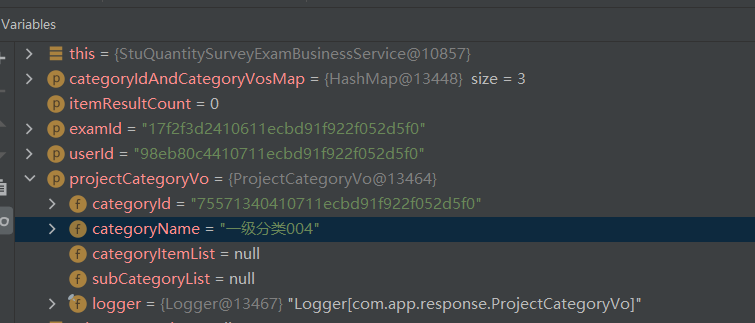 Variables
this = {StuQuantitySurveyExamBusinessService@10857}
categoryIdAndCategoryVosMap = {HashMap@13448} size = 3
itemResultCount = 0
examId = "17f2f3d2410611ecbd91f922f052d5f0"
userId = "98eb80c4410711ecbd91f922f052d5f0"
projectCategoryVo = {ProjectCategoryVo@13464}
categoryId = "75571340410711ecbd91f922f052d5f0"
categoryName = "一级分类004"
categoryItemList = null
subCategoryList = null
logger = {Logger@13467} "Logger[com.app.response.ProjectCategoryVo]"